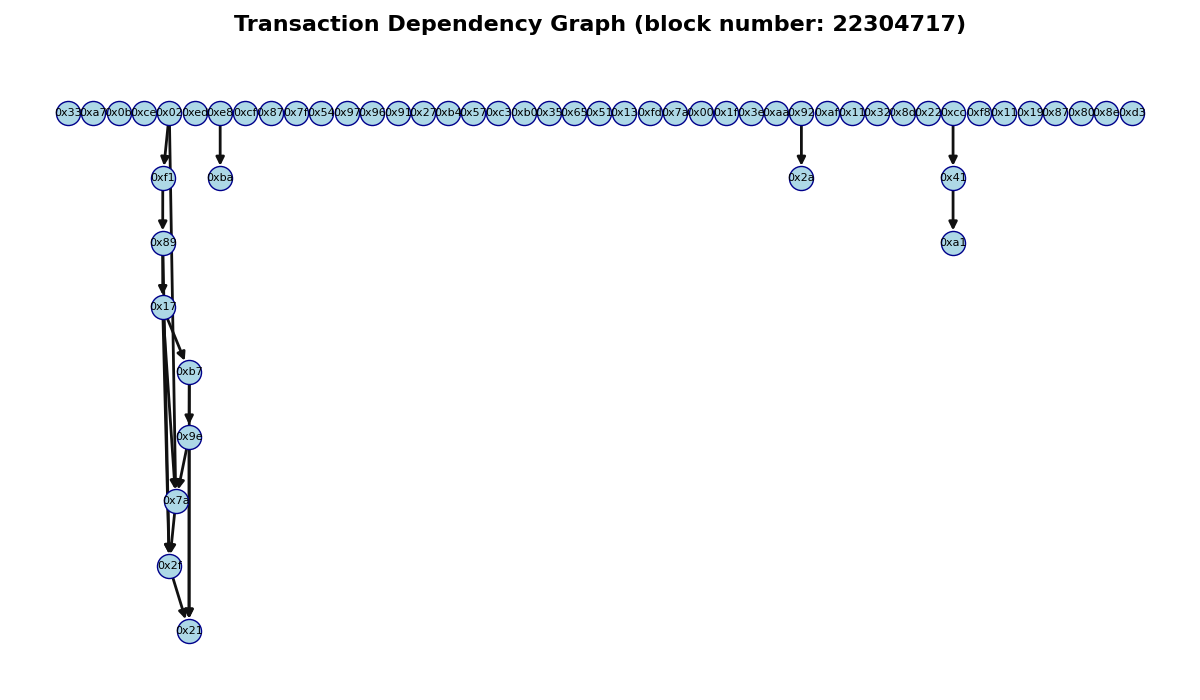 Transaction Dependency Graph (block number: 22304717)
0x33 0xa7 0x0b 0xce 0x02 0xed 0xe8 0xcf 0x87 0x7f 0x54 0x97 0x96 0x91 0x27 0xb4 0x57 0xc3 0xb0 0x35 0x65 0x51 0x13 0xfd 0x7a 0x00 0x1f 0x3e 0xaa 0x92 0xaf 0x11 0x32 0x8d 0x22 0xcc 0xf8 0x11 0x19 0x87 0x80 0x8e 0xd3
0xf1 0xba 0x2a 0x41
0x89 0xa1
0x17
0xb7
0x9e
0x7a
0x2f
0x21